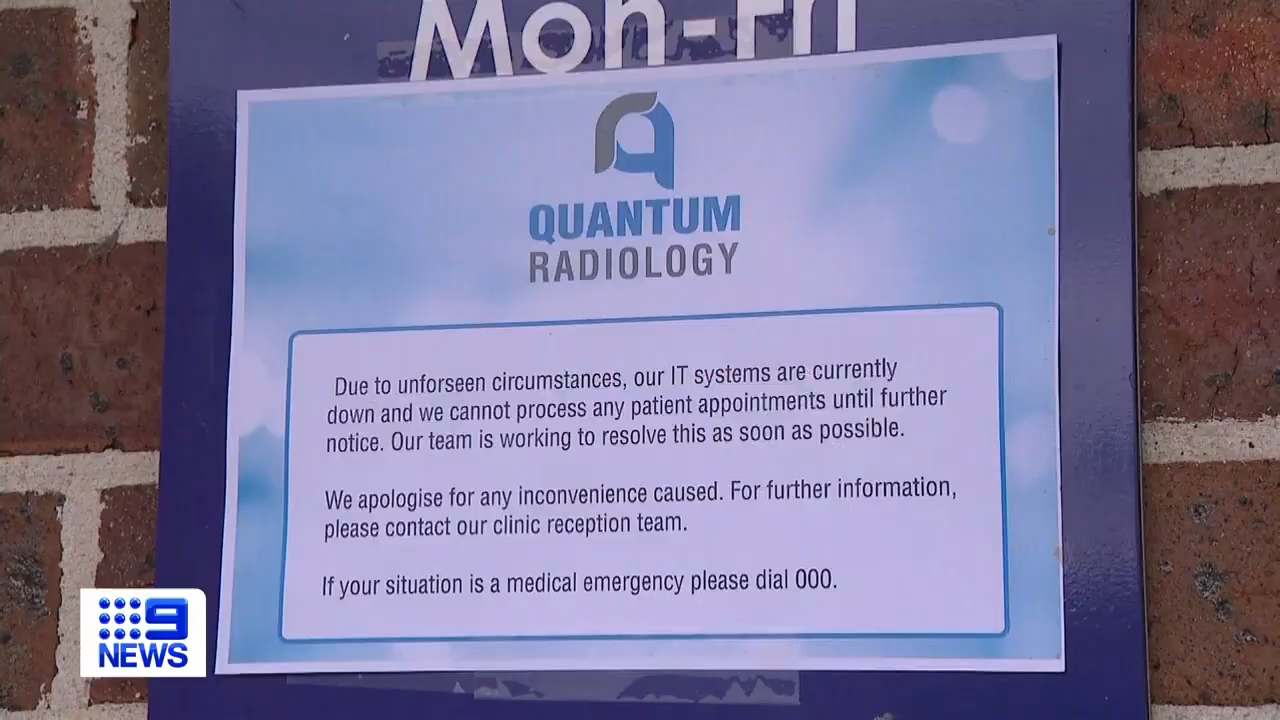 Mon-Fri
QUANTUM
RADIOLOGY
Due to unforseen circumstances, our IT systems are currently
down and we cannot process any patient appointments until further
notice. Our team is working to resolve this as soon as possible.
We apologise for any inconvenience caused. For further information,
please contact our clinic reception team.
If your situation is a medical emergency please dial 000.
9
NEWS